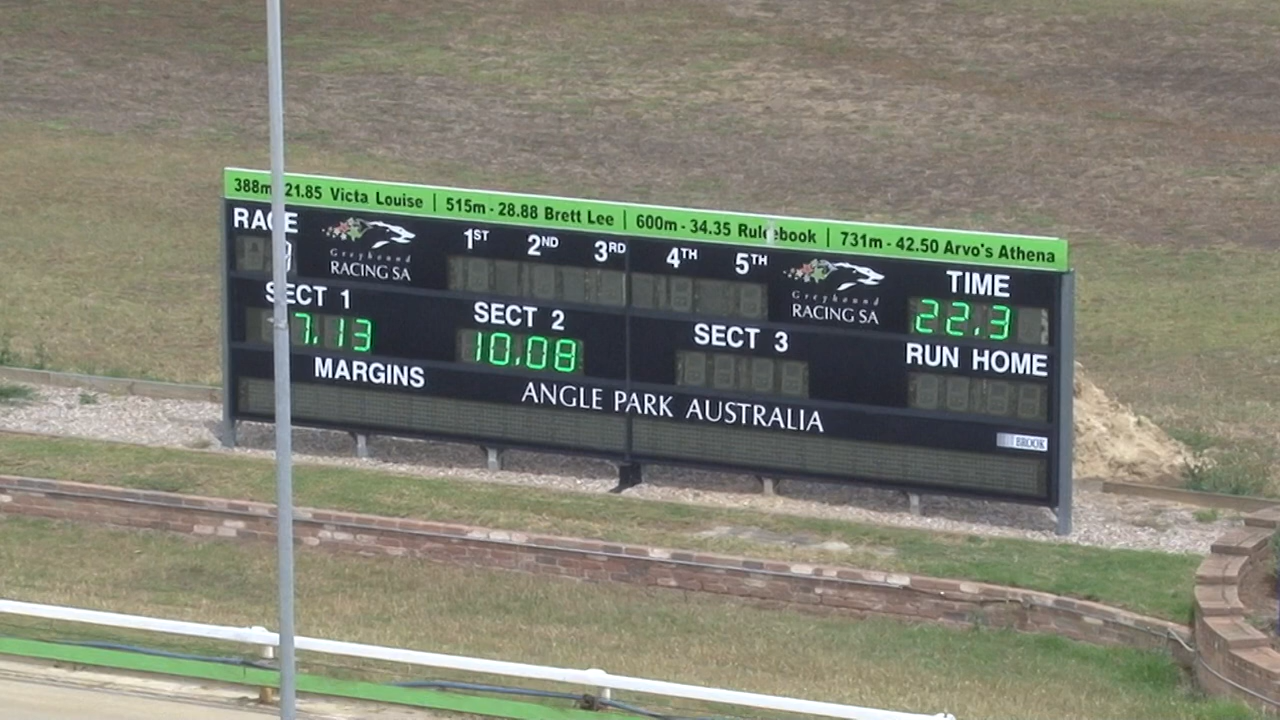 388m 21.85 Victa Louise | 515m - 28.88 Brett Lee | 600m - 34.35 Rulebook | 731m - 42.50 Arvo's Athena
RACE
Greyhound
RACING SA
1ST 2ND 3RD 4TH 5TH
Greyhound
RACING SA
TIME
22.3
SECT 1
7.13
SECT 2
10.08
SECT 3
RUN HOME
MARGINS
ANGLE PARK AUSTRALIA
BROOK